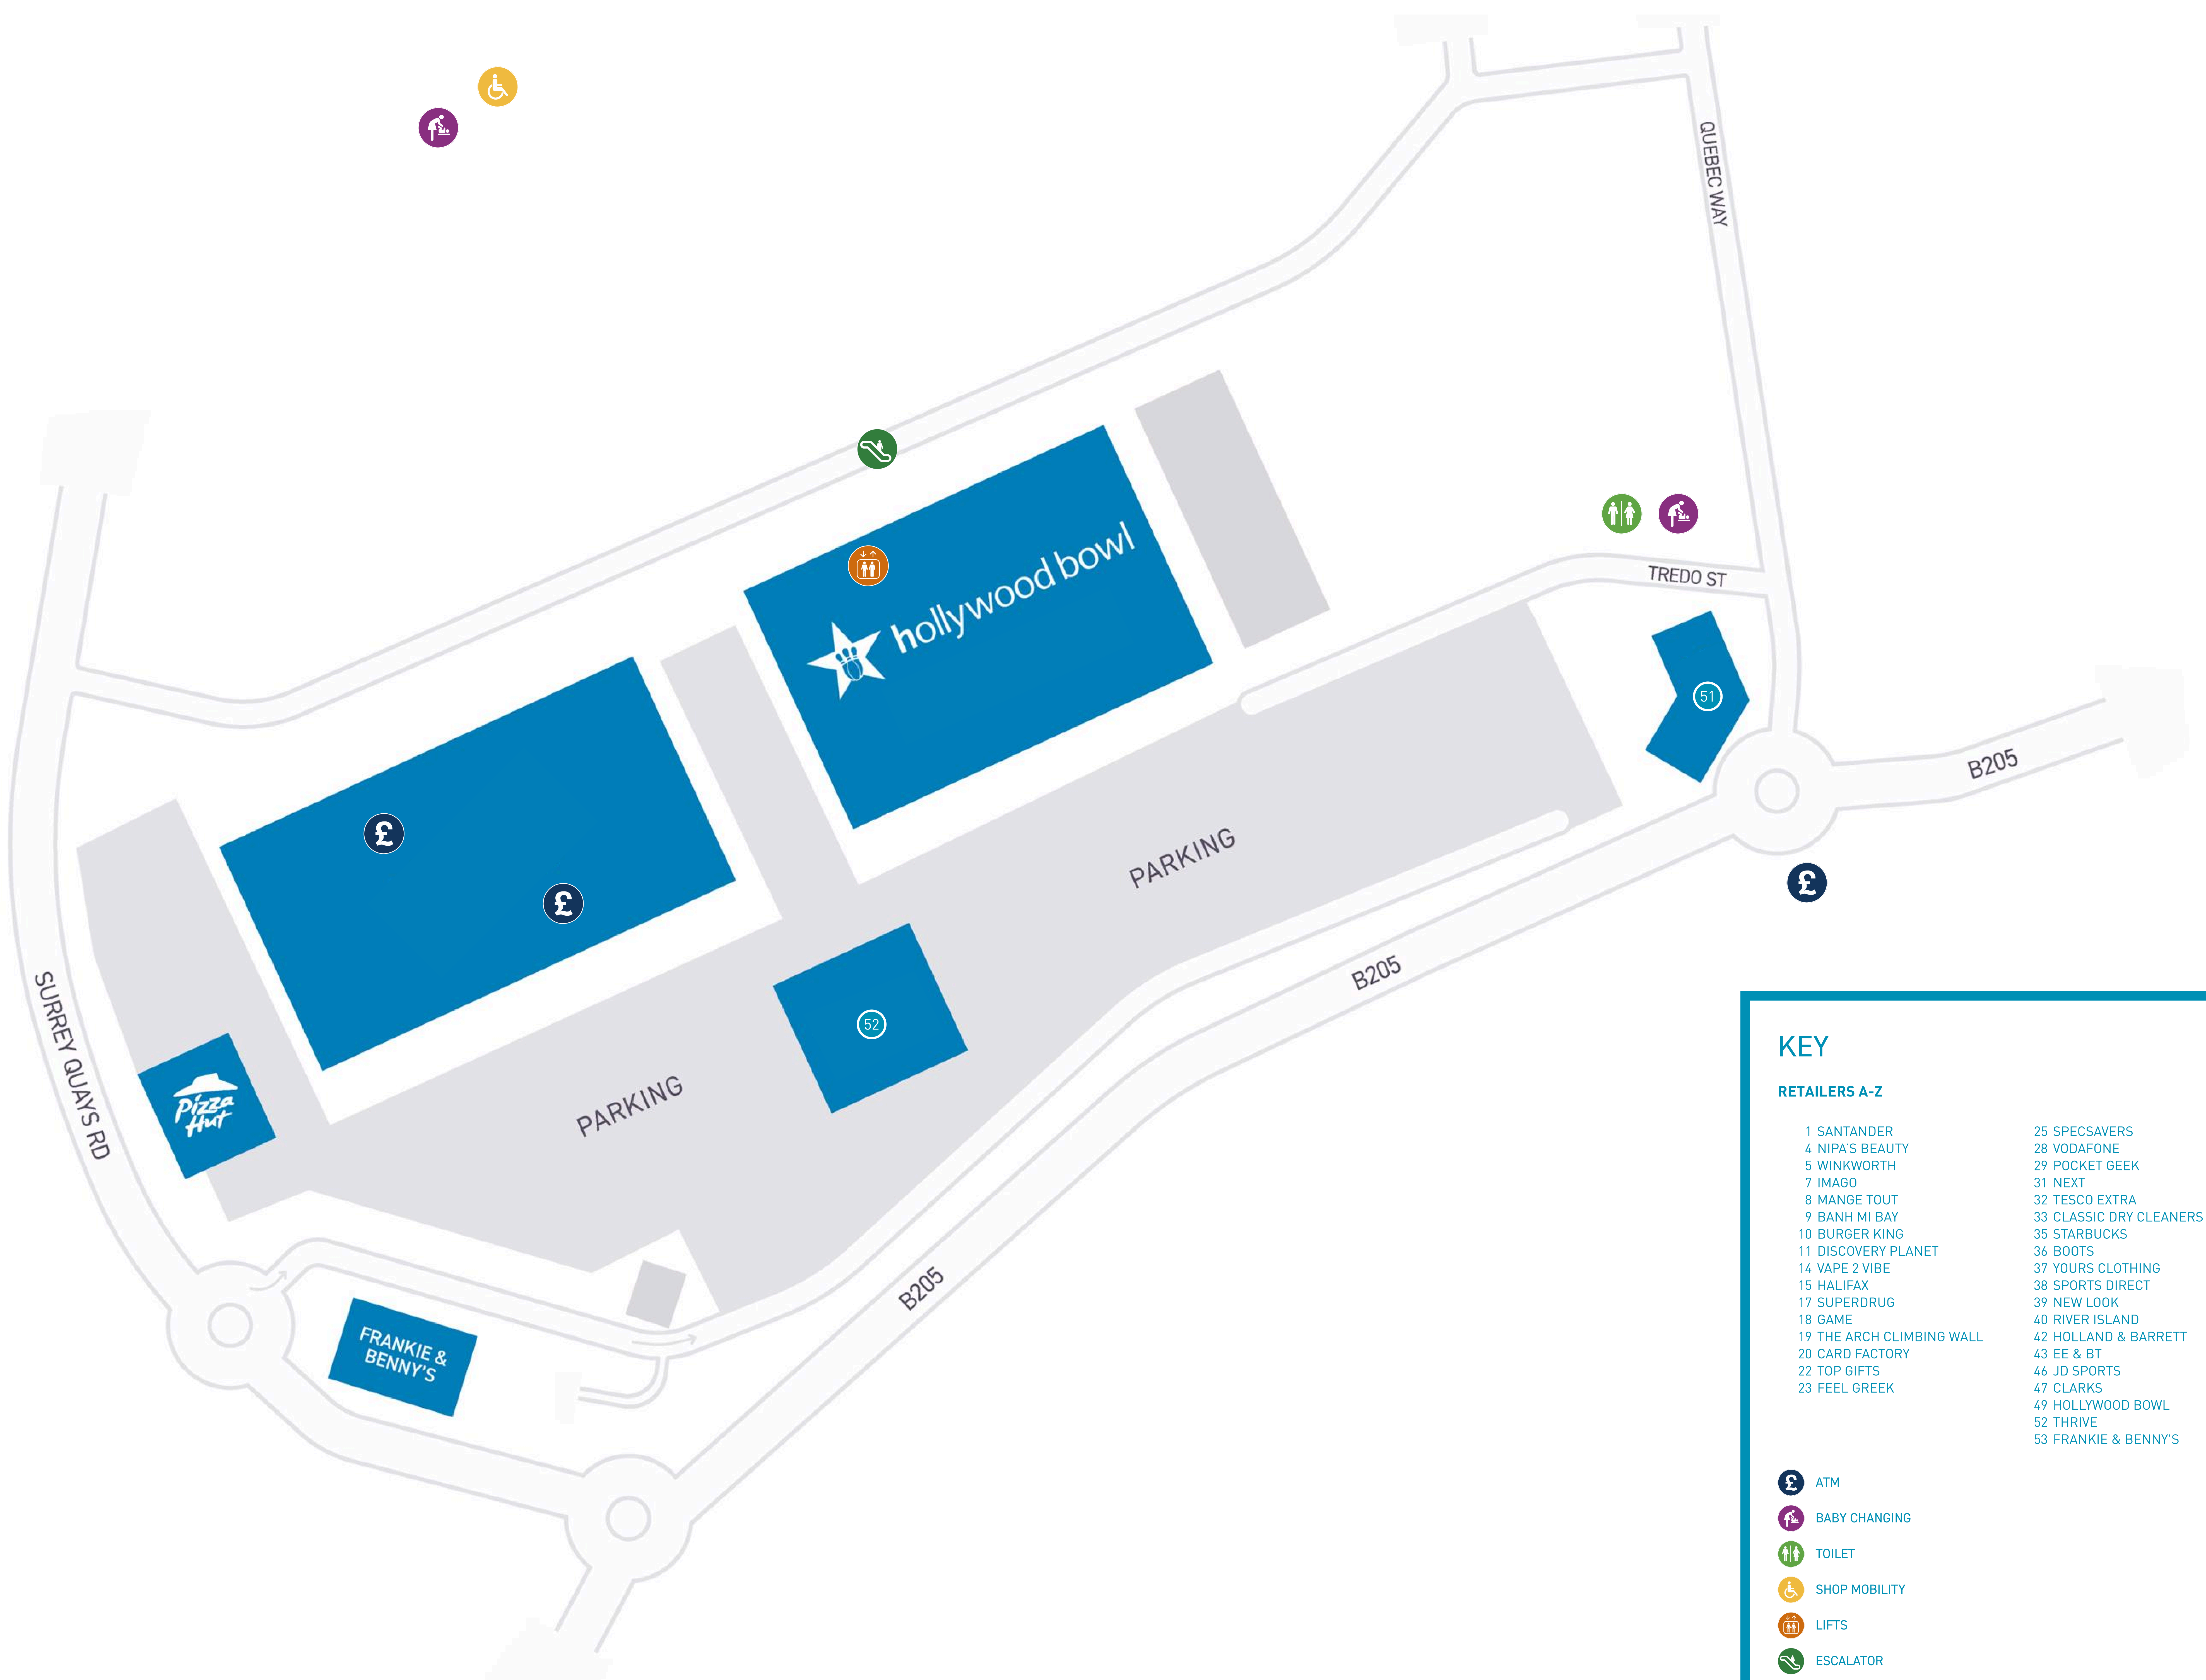 QUEBEC WAY
hollywood bowl
TREDO ST
51
B205
PARKING
£
£
£
52
B205
SURREY QUAYS RD
PARKING
Pizza
Hut
B205
FRANKIE &
BENNY'S
KEY
RETAILERS A-Z
1 SANTANDER
4 NIPA'S BEAUTY
5 WINKWORTH
7 IMAGO
8 MANGE TOUT
9 BANH MI BAY
10 BURGER KING
11 DISCOVERY PLANET
14 VAPE 2 VIBE
15 HALIFAX
17 SUPERDRUG
18 GAME
19 THE ARCH CLIMBING WALL
20 CARD FACTORY
22 TOP GIFTS
23 FEEL GREEK
25 SPECSAVERS
28 VODAFONE
29 POCKET GEEK
31 NEXT
32 TESCO EXTRA
33 CLASSIC DRY CLEANERS
35 STARBUCKS
36 BOOTS
37 YOURS CLOTHING
38 SPORTS DIRECT
39 NEW LOOK
40 RIVER ISLAND
42 HOLLAND & BARRETT
43 EE & BT
46 JD SPORTS
47 CLARKS
49 HOLLYWOOD BOWL
52 THRIVE
53 FRANKIE & BENNY'S
£ ATM
BABY CHANGING
TOILET
SHOP MOBILITY
LIFTS
ESCALATOR